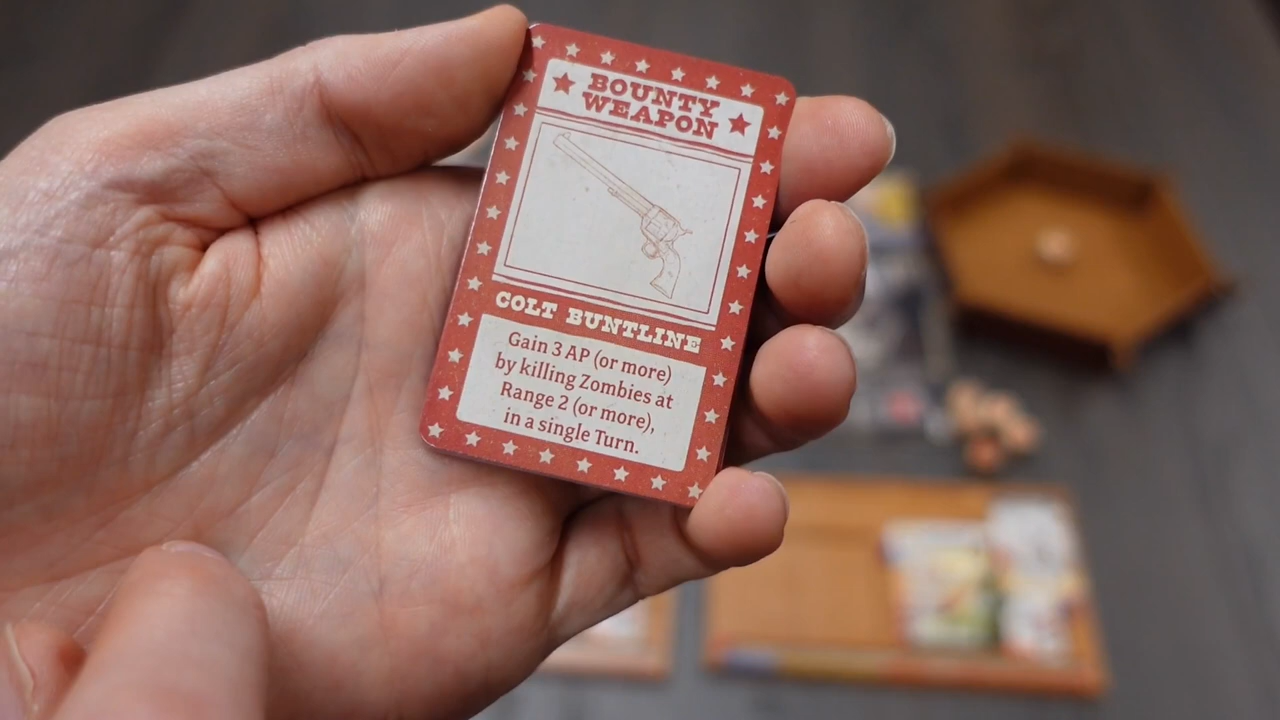 BOUNTY
WEAPON
COLT BUNTLINE
Gain 3 AP (or more)
by killing Zombies at
Range 2 (or more),
in a single Turn.